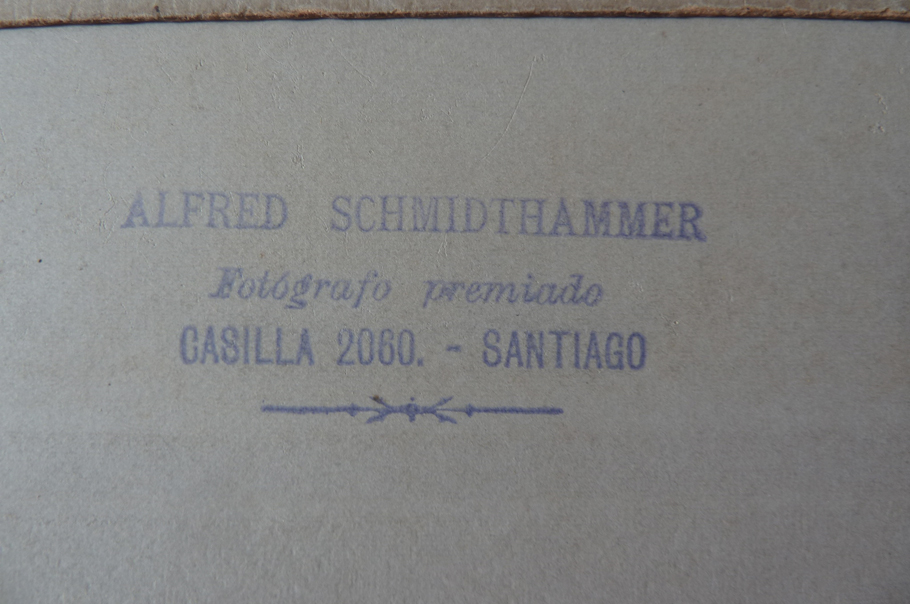 ALFRED SCHMIDTHAMMER
Fotógrafo premiado
CASILLA 2060. - SANTIAGO